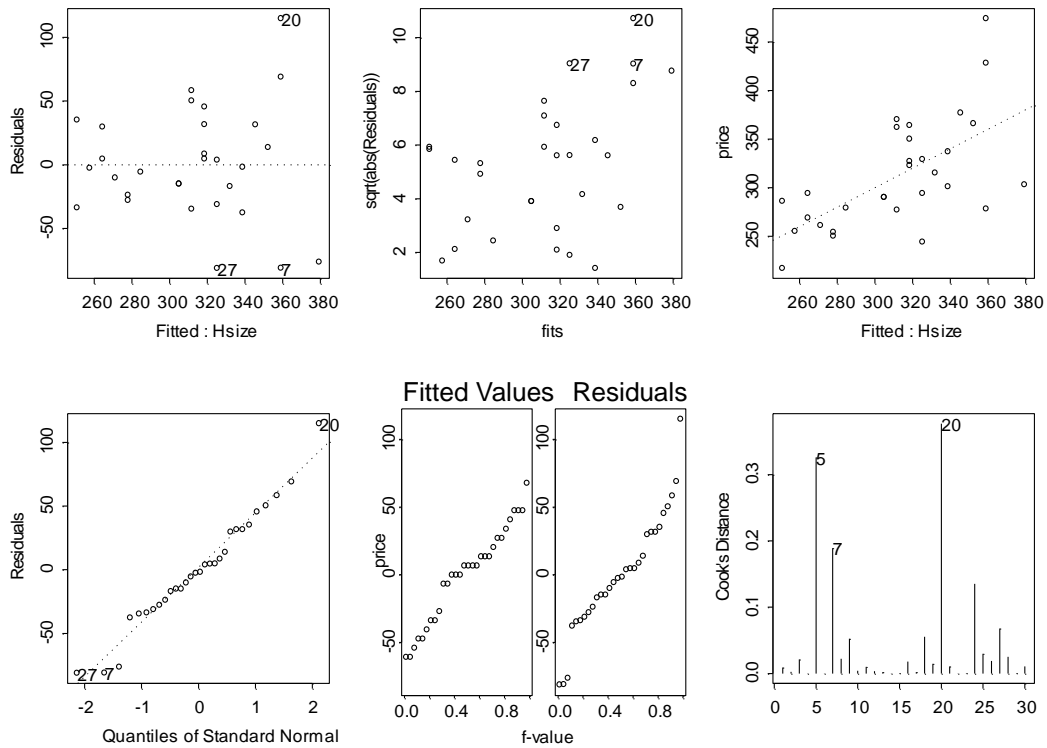 Residuals
100
50
0
-50
20
27
7
260 280 300 320 340 360 380
Fitted : Hsize
sqrt(abs(Residuals))
10
8
6
4
2
20
27
7
260 280 300 320 340 360 380
fits
price
450
400
350
300
250
260 280 300 320 340 360 380
Fitted : Hsize
Residuals
100
50
0
-50
20
27
7
-2 -1 0 1 2
Quantiles of Standard Normal
Fitted Values Residuals
price
100
50
0
-50
0.0 0.4 0.8
100
50
0
-50
0.0 0.4 0.8
f-value
Cook's Distance
0.3
0.2
0.1
0.0
5
7
20
0 5 10 15 20 25 30